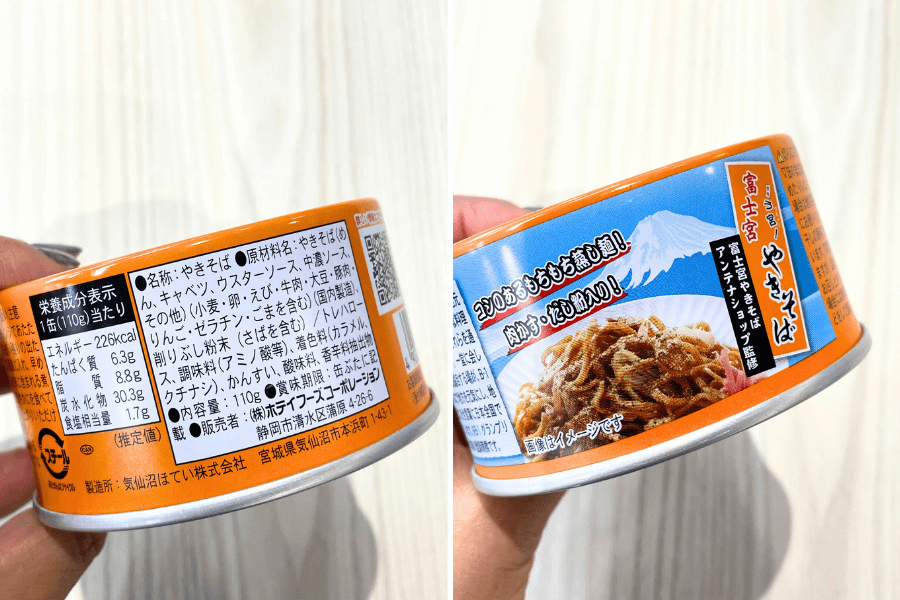 栄養成分表示
1缶(110g)当たり
エネルギー 226kcal
たんぱく質 6.3g
脂質 8.8g
炭水化物 30.3g
食塩相当量 1.7g
(推定値)
スチール
●名称：やきそば ●原材料名：やきそば(め
ん、キャベツ、ウスターソース、中濃ソース、
その他)(小麦・卵・えび・牛肉・大豆・豚肉・
りんご、ゼラチン・ごまを含む)(国内製造)、
削りぶし粉末(さばを含む)／トレハロー
ス、調味料(アミノ酸等)、着色料(カラメル、
クチナシ)、かんすい、酸味料、香辛料抽出物
●内容量：110g ●賞味期限：缶ふたに記
載 ●販売者：(株)ホテイフーズコーポレーション
静岡市清水区蒲原4-26-6
製造所：気仙沼ほてい株式会社 宮城県気仙沼市本浜町1-43-1
コシのあるもちもち蒸し麺！
肉かす・だし粉入り！
う宮！
富士宮
やきそば
富士宮やきそば
アンテナショップ監修
画像はイメージです